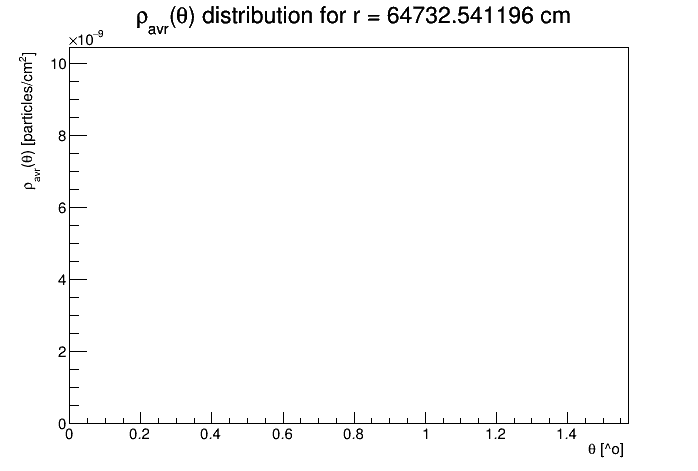 ρavr(θ) distribution for r = 64732.541196 cm
×10−9
ρavr(θ) [particles/cm2]
10
8
6
4
2
0
0 0.2 0.4 0.6 0.8 1 1.2 1.4
θ [^o]